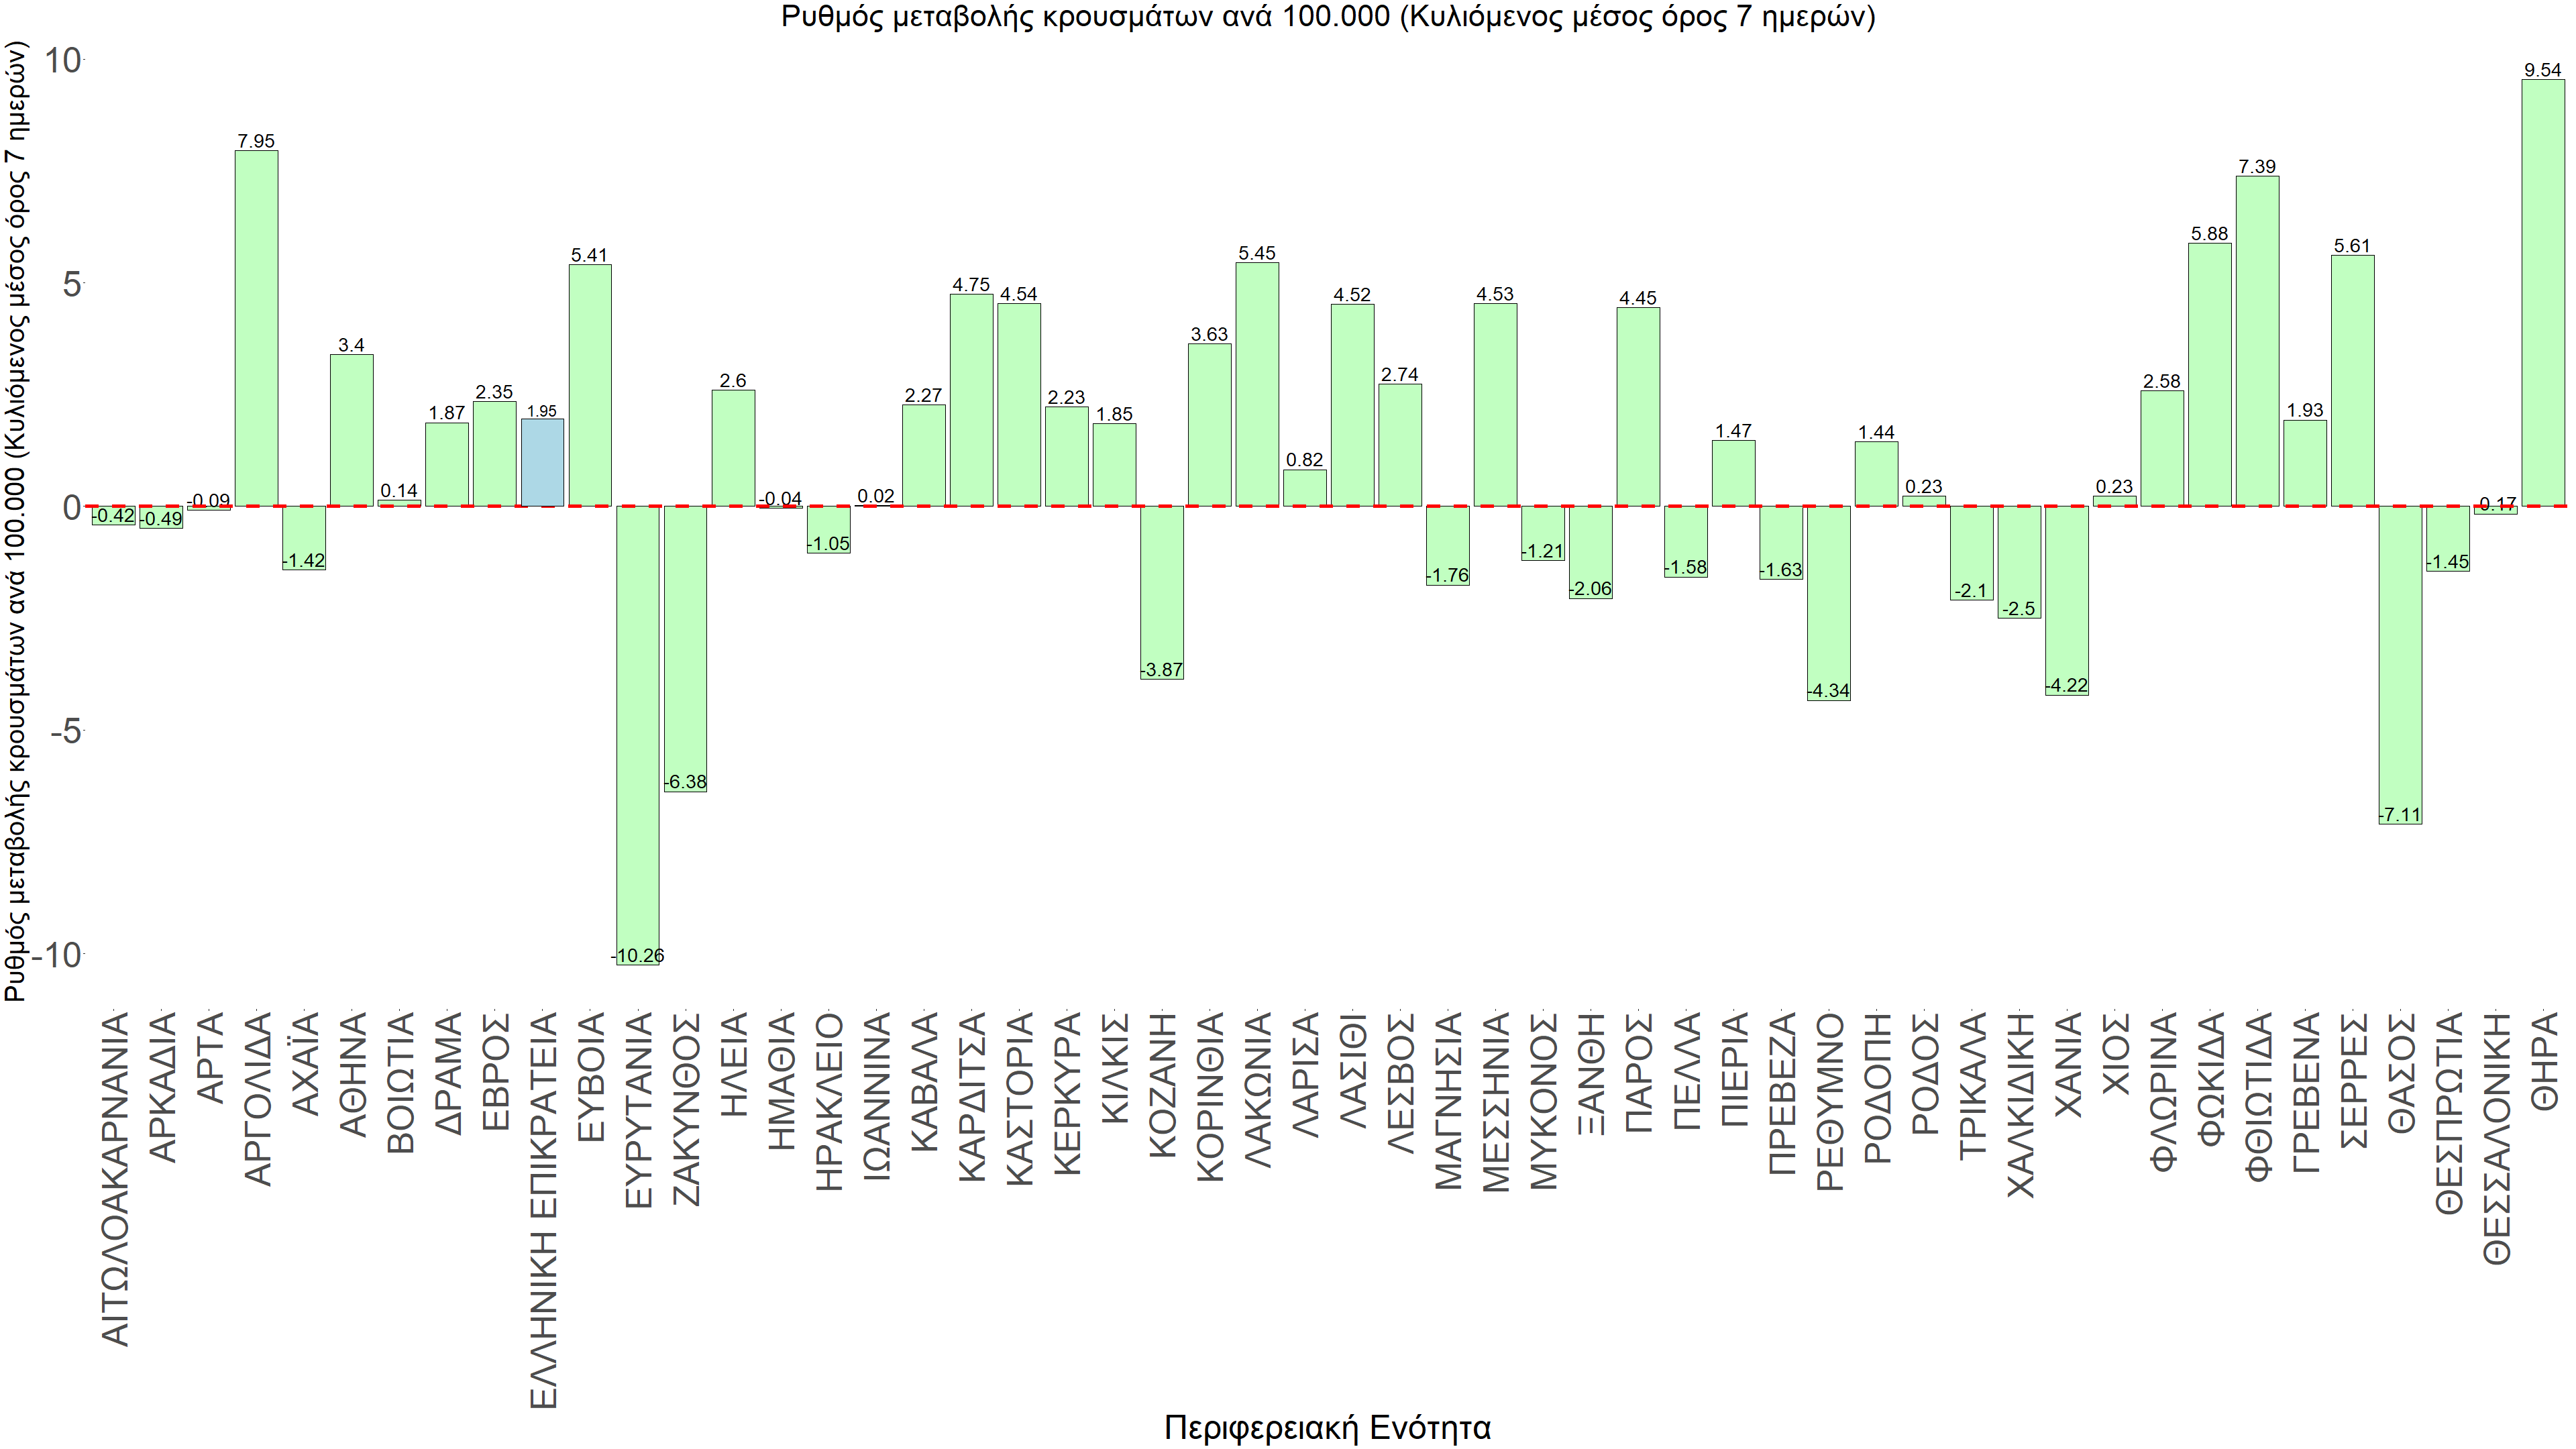 Ρυθμός μεταβολής κρουσμάτων ανά 100.000 (Κυλιόμενος μέσος όρος 7 ημερών)
Ρυθμός μεταβολής κρουσμάτων ανά 100.000 (Κυλιόμενος μέσος όρος 7 ημερών)
10
5
0
-5
-10
-0.42
-0.49
-0.09
7.95
-1.42
3.4
0.14
1.87
2.35
1.95
5.41
-10.26
-6.38
2.6
-0.04
-1.05
0.02
2.27
4.75
4.54
2.23
1.85
-3.87
3.63
5.45
0.82
4.52
2.74
-1.76
4.53
-1.21
-2.06
4.45
-1.58
1.47
-1.63
-4.34
1.44
0.23
-2.1
-2.5
-4.22
0.23
2.58
5.88
7.39
1.93
5.61
-7.11
-1.45
-0.17
9.54
ΑΙΤΩΛΟΑΚΑΡΝΑΝΙΑ
ΑΡΚΑΔΙΑ
ΑΡΤΑ
ΑΡΓΟΛΙΔΑ
ΑΧΑΪΑ
ΑΘΗΝΑ
ΒΟΙΩΤΙΑ
ΔΡΑΜΑ
ΕΒΡΟΣ
ΕΛΛΗΝΙΚΗ ΕΠΙΚΡΑΤΕΙΑ
ΕΥΒΟΙΑ
ΕΥΡΥΤΑΝΙΑ
ΖΑΚΥΝΘΟΣ
ΗΛΕΙΑ
ΗΜΑΘΙΑ
ΗΡΑΚΛΕΙΟ
ΙΩΑΝΝΙΝΑ
ΚΑΒΑΛΑ
ΚΑΡΔΙΤΣΑ
ΚΑΣΤΟΡΙΑ
ΚΕΡΚΥΡΑ
ΚΙΛΚΙΣ
ΚΟΖΑΝΗ
ΚΟΡΙΝΘΙΑ
ΛΑΚΩΝΙΑ
ΛΑΡΙΣΑ
ΛΑΣΙΘΙ
ΛΕΣΒΟΣ
ΜΑΓΝΗΣΙΑ
ΜΕΣΣΗΝΙΑ
ΜΥΚΟΝΟΣ
ΞΑΝΘΗ
ΠΑΡΟΣ
ΠΕΛΛΑ
ΠΙΕΡΙΑ
ΠΡΕΒΕΖΑ
ΡΕΘΥΜΝΟ
ΡΟΔΟΠΗ
ΡΟΔΟΣ
ΤΡΙΚΑΛΑ
ΧΑΛΚΙΔΙΚΗ
ΧΑΝΙΑ
ΧΙΟΣ
ΦΛΩΡΙΝΑ
ΦΩΚΙΔΑ
ΦΘΙΩΤΙΔΑ
ΓΡΕΒΕΝΑ
ΣΕΡΡΕΣ
ΘΑΣΟΣ
ΘΕΣΠΡΩΤΙΑ
ΘΕΣΣΑΛΟΝΙΚΗ
ΘΗΡΑ
Περιφερειακή Ενότητα